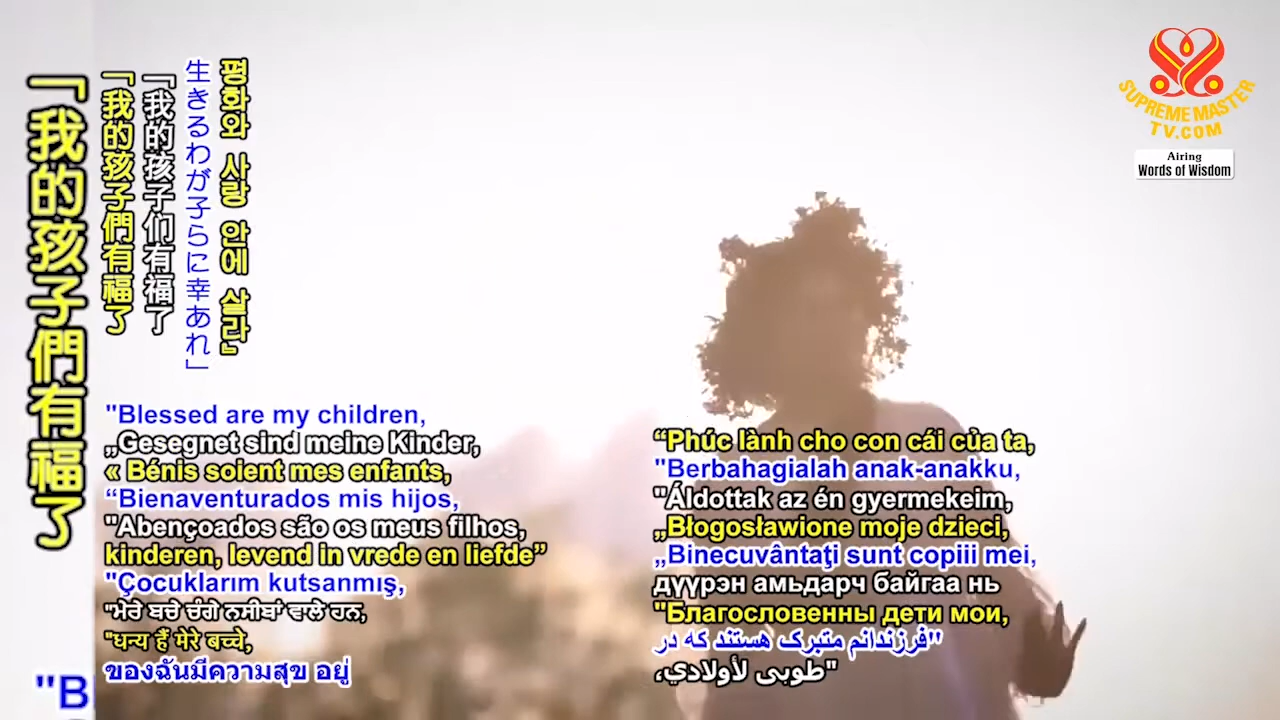 「我的孩子們有福了
「我的孩子們有福了
「我的孩子们有福了
生きるわが子らに幸あれ」
평화와 사랑 안에 살라』
"Blessed are my children,
„Gesegnet sind meine Kinder,
« Bénis soient mes enfants,
“Bienaventurados mis hijos,
"Abençoados são os meus filhos,
kinderen, levend in vrede en liefde”
"Çocuklarım kutsanmış,
"ਮੇਰੇ ਬਚੇ ਚੰਗੇ ਨਸੀਬਾਂ ਵਾਲੇ ਹਨ,
"धन्य हैं मेरे बच्चे,
ของฉันมีความสุข อยู่
“Phúc lành cho con cái của ta,
"Berbahagialah anak-anakku,
"Áldottak az én gyermekeim,
„Błogosławione moje dzieci,
„Binecuvântaţi sunt copiii mei,
дүүрэн амьдарч байгаа нь
"Благословенны дети мои,
"فرزندانم متبرک هستند که در
"طوبى لأولادي،
"B
SUPREME MASTER
TV.COM
Airing
Words of Wisdom